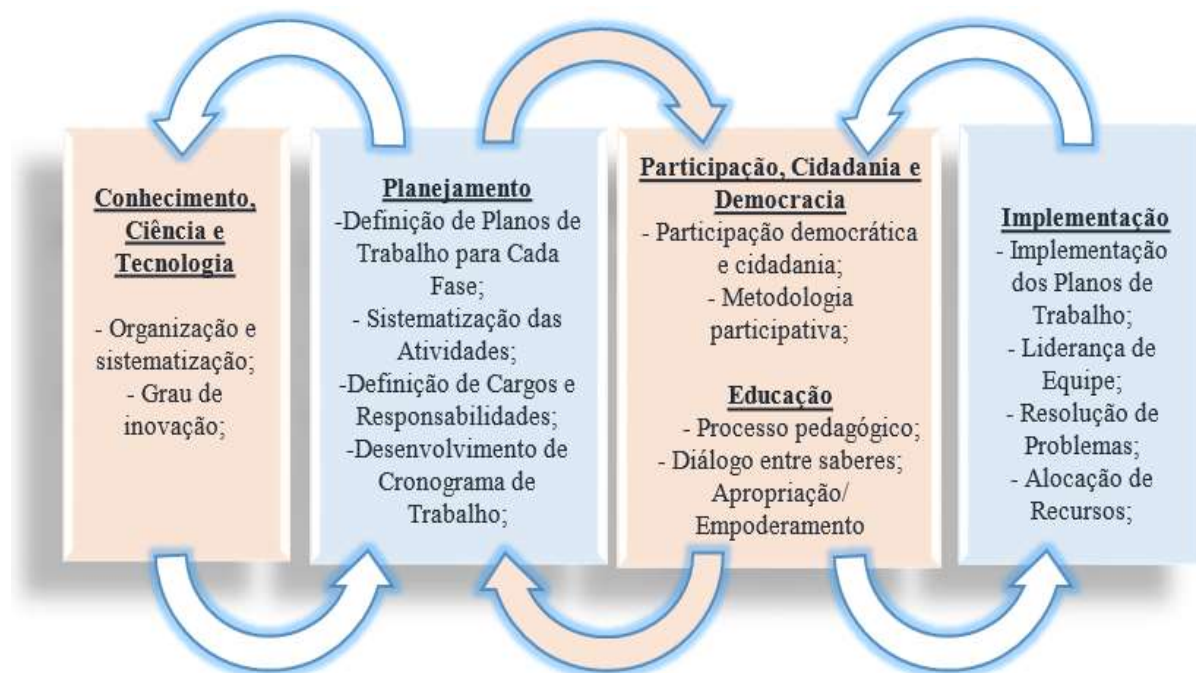 Conhecimento,
Ciência e
Tecnologia
- Organização e
sistematização;
- Grau de
inovação;
Planejamento
-Definição de Planos de
Trabalho para Cada
Fase;
- Sistematização das
Atividades;
-Definição de Cargos e
Responsabilidades;
-Desenvolvimento de
Cronograma de
Trabalho;
Participação, Cidadania e
Democracia
- Participação democrática
e cidadania;
- Metodologia
participativa;
Educação
- Processo pedagógico;
- Diálogo entre saberes;
Apropriação/
Empoderamento
Implementação
- Implementação
dos Planos de
Trabalho;
- Liderança de
Equipe;
- Resolução de
Problemas;
- Alocação de
Recursos;